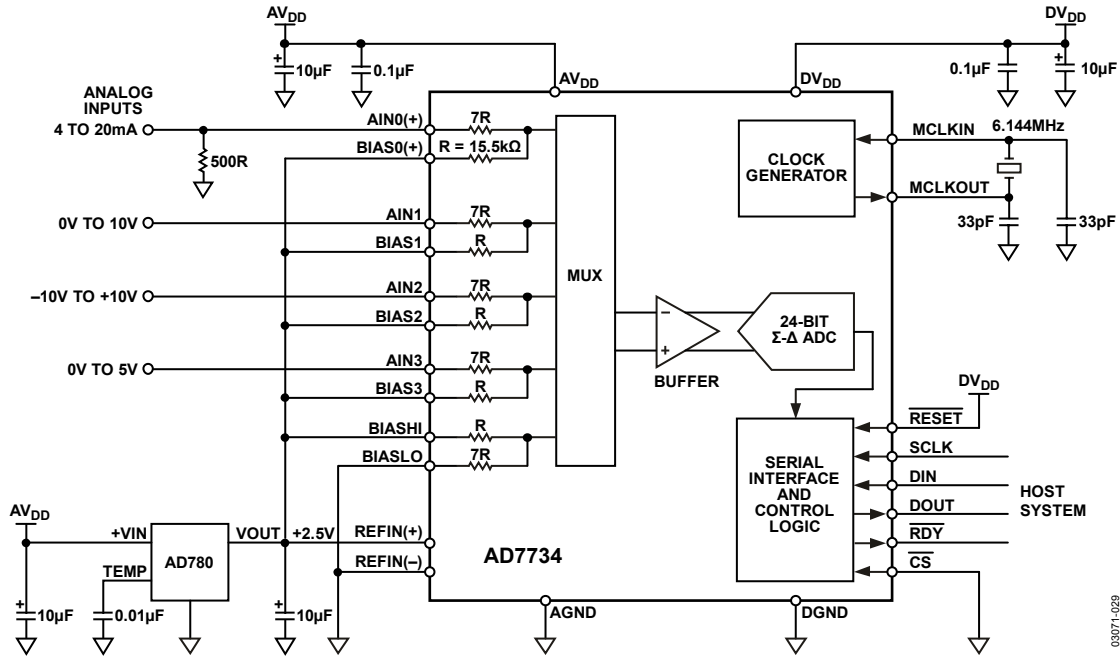 AVDD
DVDD
10µF
0.1µF
0.1µF
10µF
AVDD
DVDD
ANALOG
INPUTS
4 TO 20mA
500R
AIN0(+)
7R
BIAS0(+)
R = 15.5kΩ
0V TO 10V
AIN1
7R
BIAS1
R
–10V TO +10V
AIN2
7R
BIAS2
R
0V TO 5V
AIN3
7R
BIAS3
R
BIASHI
R
BIASLO
7R
MUX
BUFFER
–
+
24-BIT
Σ-Δ ADC
CLOCK
GENERATOR
MCLKIN
6.144MHz
MCLKOUT
33pF
33pF
DVDD
SERIAL
INTERFACE
AND
CONTROL
LOGIC
RESET
SCLK
DIN
DOUT
RDY
CS
HOST
SYSTEM
AVDD
+VIN
VOUT
+2.5V
REFIN(+)
TEMP
AD780
REFIN(–)
AD7734
10µF
0.01µF
10µF
AGND
DGND
03071-029